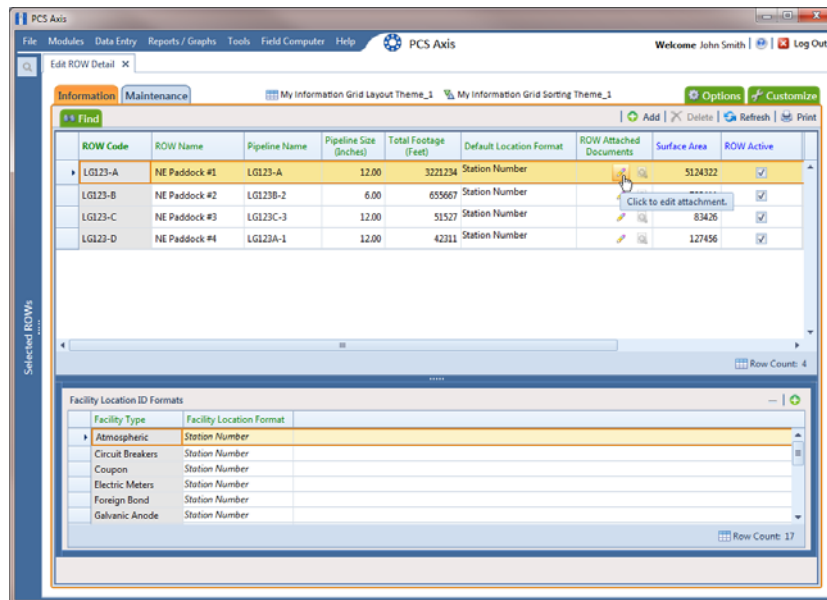 PCS Axis
File Modules Data Entry Reports / Graphs Tools Field Computer Help PCS Axis Welcome John Smith Log Out
Edit ROW Detail
Information Maintenance My Information Grid Layout Theme_1 My Information Grid Sorting Theme_1 Options Customize
Find Add Delete Refresh Print
ROW Code ROW Name Pipeline Name Pipeline Size (Inches) Total Footage (Feet) Default Location Format ROW Attached Documents Surface Area ROW Active
LG123-A NE Paddock #1 LG123-A 12.00 3221234 Station Number 5124322
LG123-B NE Paddock #2 LG123B-2 6.00 655667 Station Number
Click to edit attachment.
LG123-C NE Paddock #3 LG123C-3 12.00 51527 Station Number 83426
LG123-D NE Paddock #4 LG123A-1 12.00 42311 Station Number 127456
Selected ROWs
Row Count: 4
Facility Location ID Formats
Facility Type Facility Location Format
Atmospheric Station Number
Circuit Breakers Station Number
Coupon Station Number
Electric Meters Station Number
Foreign Bond Station Number
Galvanic Anode Station Number
Row Count: 17